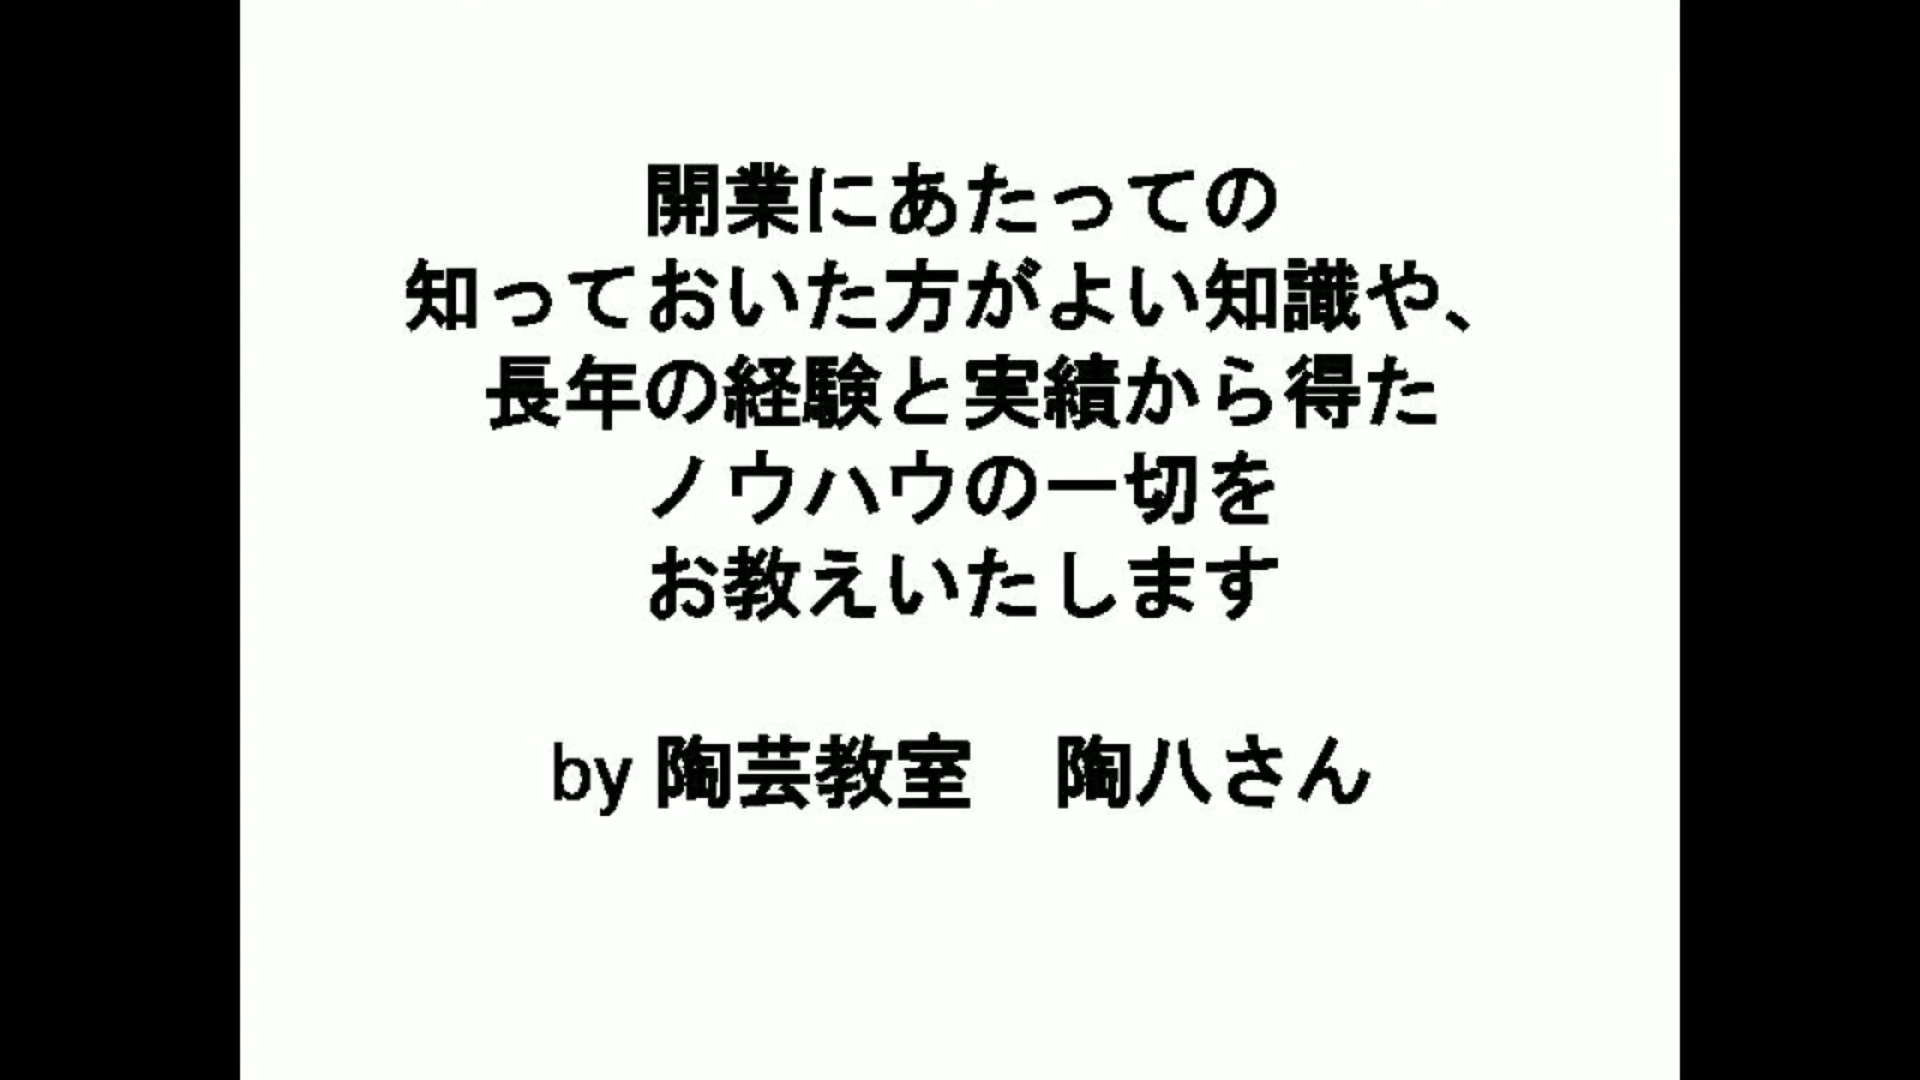 開業にあたっての
知っておいた方がよい知識や、
長年の経験と実績から得た
ノウハウの一切を
お教えいたします
by 陶芸教室　陶八さん